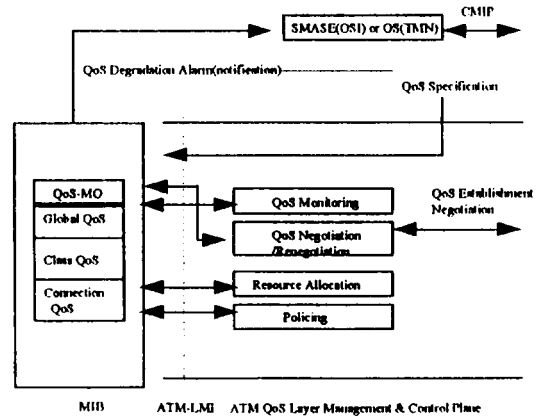 CMIP
SMASE(OSI) or OS(TMN)
QoS Degradation Alarm(notification)
QoS Specification
QoS-MO
Global QoS
Class QoS
Connection
QoS
QoS Monitoring
QoS Negotiation
/Renegotiation
Resource Allocation
Policing
QoS Establishment
Negotiation
MIB
ATM-LMI
ATM QoS Layer Management & Control Plane